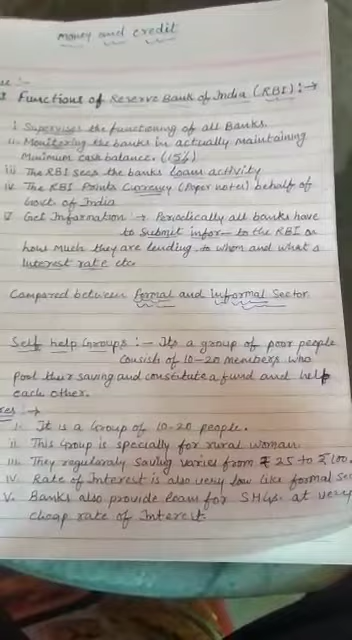 money and credit
se :-
Functions of Reserve Bank of India (RBI) :→
i Supervises the functioning of all Banks.
ii. Monitoring the banks in actually maintaining
Minimum cash balance. (15%)
iii The RBI sees the banks loan activity
iv The RBI Prints Currency (Paper notes) behalf of
Govt. of India
v Get Information → Periodically all banks have
to Submit infor- to the RBI on
how much they are lending, to whom and what a
Interest rate etc.
Compared between formal and informal Sector.
Self help Groups :- Its a group of poor people
Consists of 10-20 members who
Pool their saving and constitute a fund and help
each other.
res :→
i. It is a Group of 10-20 people.
ii. This Group is specially for rural woman.
iii. They regularaly saving varies from ₹ 25 to ₹ 100.
iv. Rate of Interest is also very low like formal Sec
v. Banks also provide loan for SHGs. at very
cheap rate of Interest.